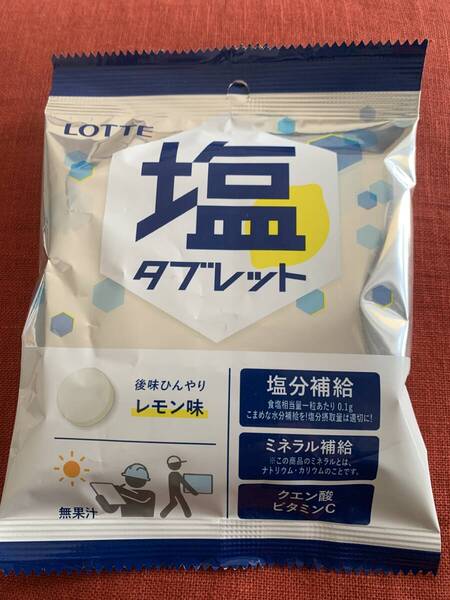 LOTTE
塩
タブレット
後味ひんやり
レモン味
無果汁
塩分補給
食塩相当量一粒あたり0.1g
こまめな水分補給を!塩分摂取量は適切に!
ミネラル補給
※この商品のミネラルとは、
ナトリウム・カリウムのことです。
クエン酸
ビタミンC